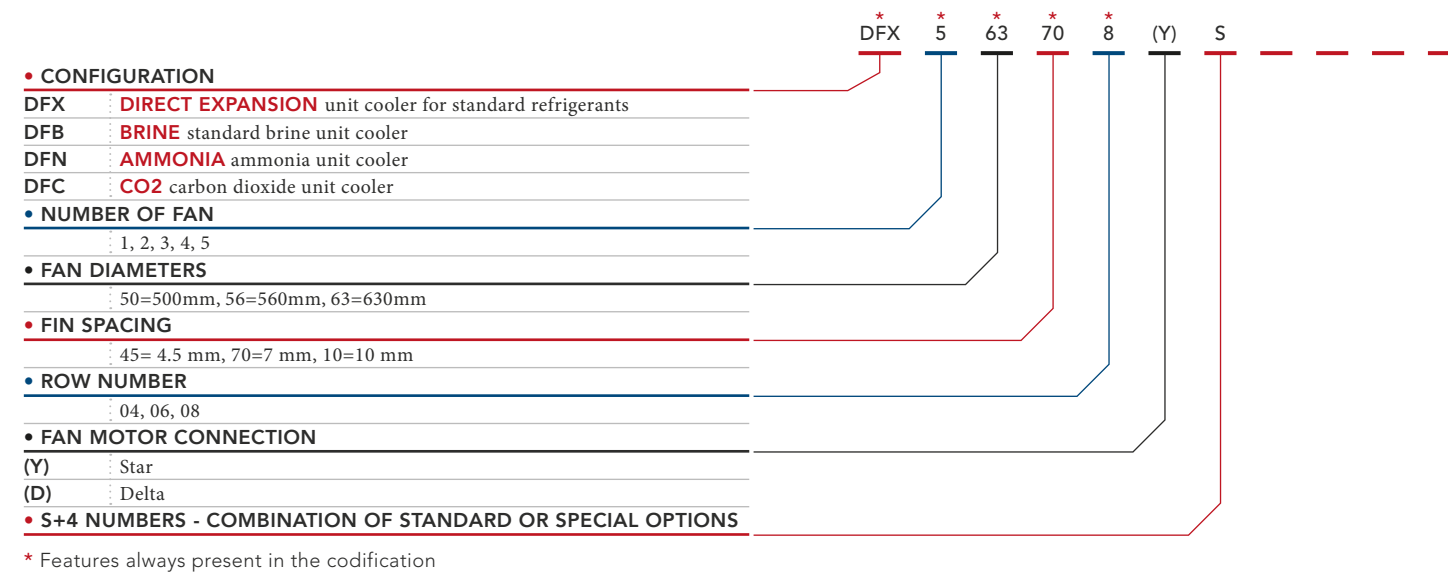 * * * * *
DFX 5 63 70 8 (Y) S
• CONFIGURATION
DFX DIRECT EXPANSION unit cooler for standard refrigerants
DFB BRINE standard brine unit cooler
DFN AMMONIA ammonia unit cooler
DFC CO2 carbon dioxide unit cooler
• NUMBER OF FAN
1, 2, 3, 4, 5
• FAN DIAMETERS
50=500mm, 56=560mm, 63=630mm
• FIN SPACING
45= 4.5 mm, 70=7 mm, 10=10 mm
• ROW NUMBER
04, 06, 08
• FAN MOTOR CONNECTION
(Y) Star
(D) Delta
• S+4 NUMBERS - COMBINATION OF STANDARD OR SPECIAL OPTIONS
* Features always present in the codification